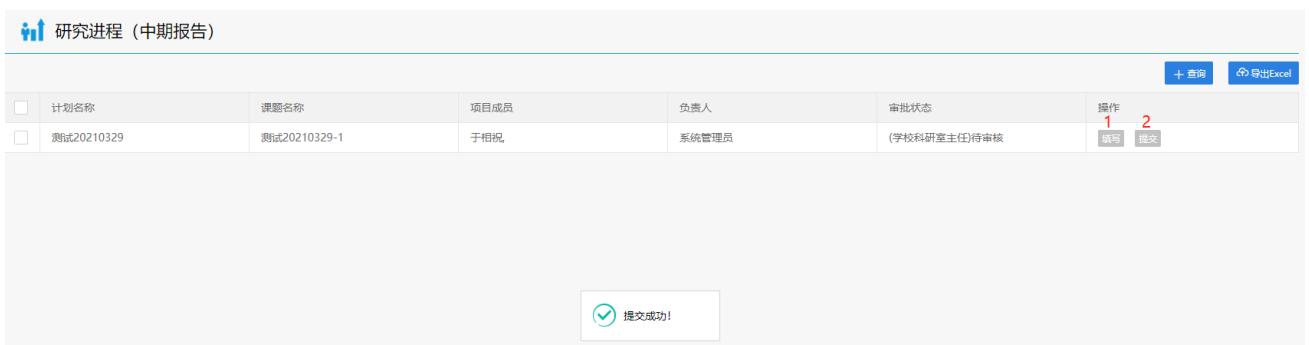 研究进程（中期报告）
+ 查询 导出Excel
计划名称 课题名称 项目成员 负责人 审批状态 操作
1 2
测试20210329 测试20210329-1 于相祝, 系统管理员 (学校科研室主任)待审核 填写 提交
提交成功!